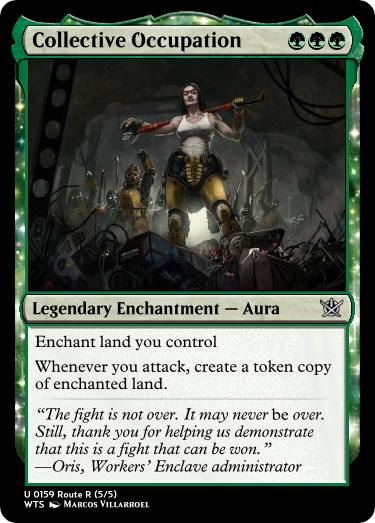 Collective Occupation
Legendary Enchantment — Aura
Enchant land you control
Whenever you attack, create a token copy
of enchanted land.
“The fight is not over. It may never be over.
Still, thank you for helping us demonstrate
that this is a fight that can be won.”
—Oris, Workers’ Enclave administrator
U 0159 Route R (5/5)
WTS Marcos Villarroel